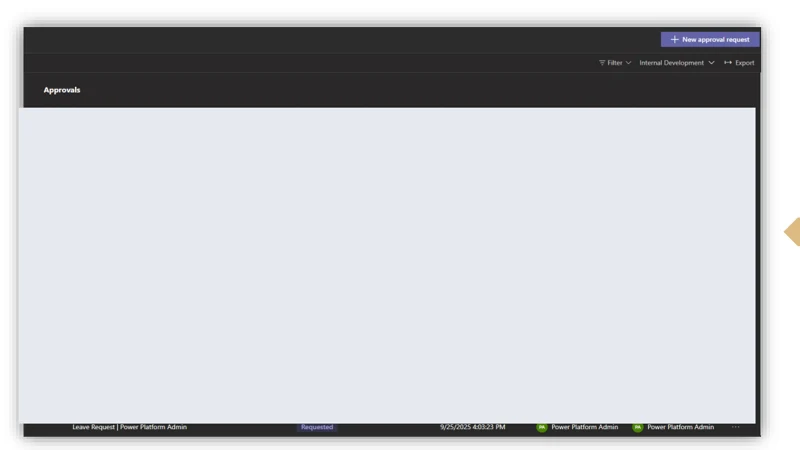 New approval request
Filter
Internal Development
Export
Approvals
Leave Request | Power Platform Admin Requested 9/25/2025 4:03:23 PM PA Power Platform Admin PA Power Platform Admin ...